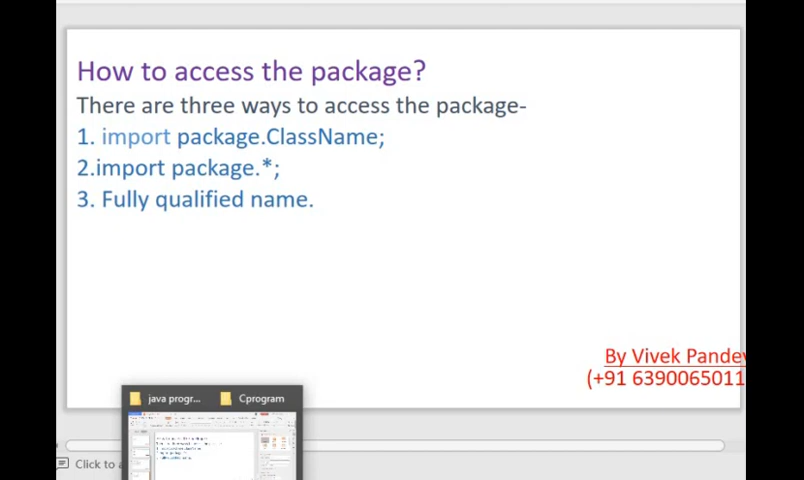 How to access the package?
There are three ways to access the package-
1. import package.ClassName;
2.import package.*;
3. Fully qualified name.
By Vivek Pandey
(+91 6390065011
java progr... Cprogram
Click to a